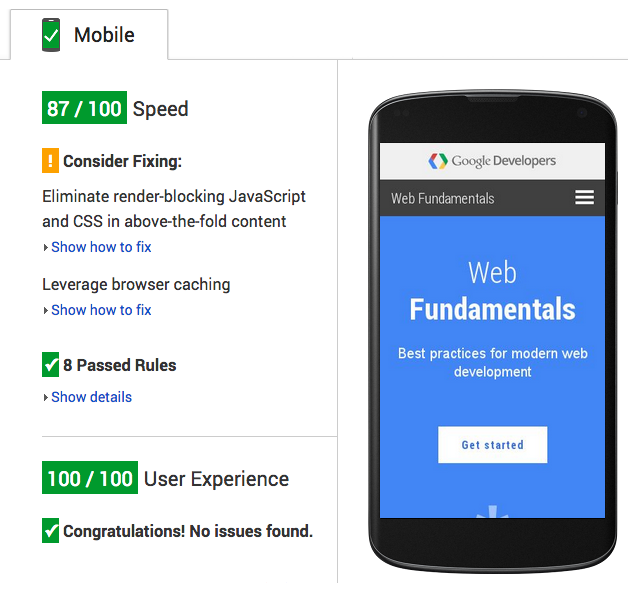 Mobile
87 / 100 Speed
! Consider Fixing:
Eliminate render-blocking JavaScript
and CSS in above-the-fold content
Show how to fix
Leverage browser caching
Show how to fix
8 Passed Rules
Show details
100 / 100 User Experience
Congratulations! No issues found.
Google Developers
Web Fundamentals
Web
Fundamentals
Best practices for modern web
development
Get started